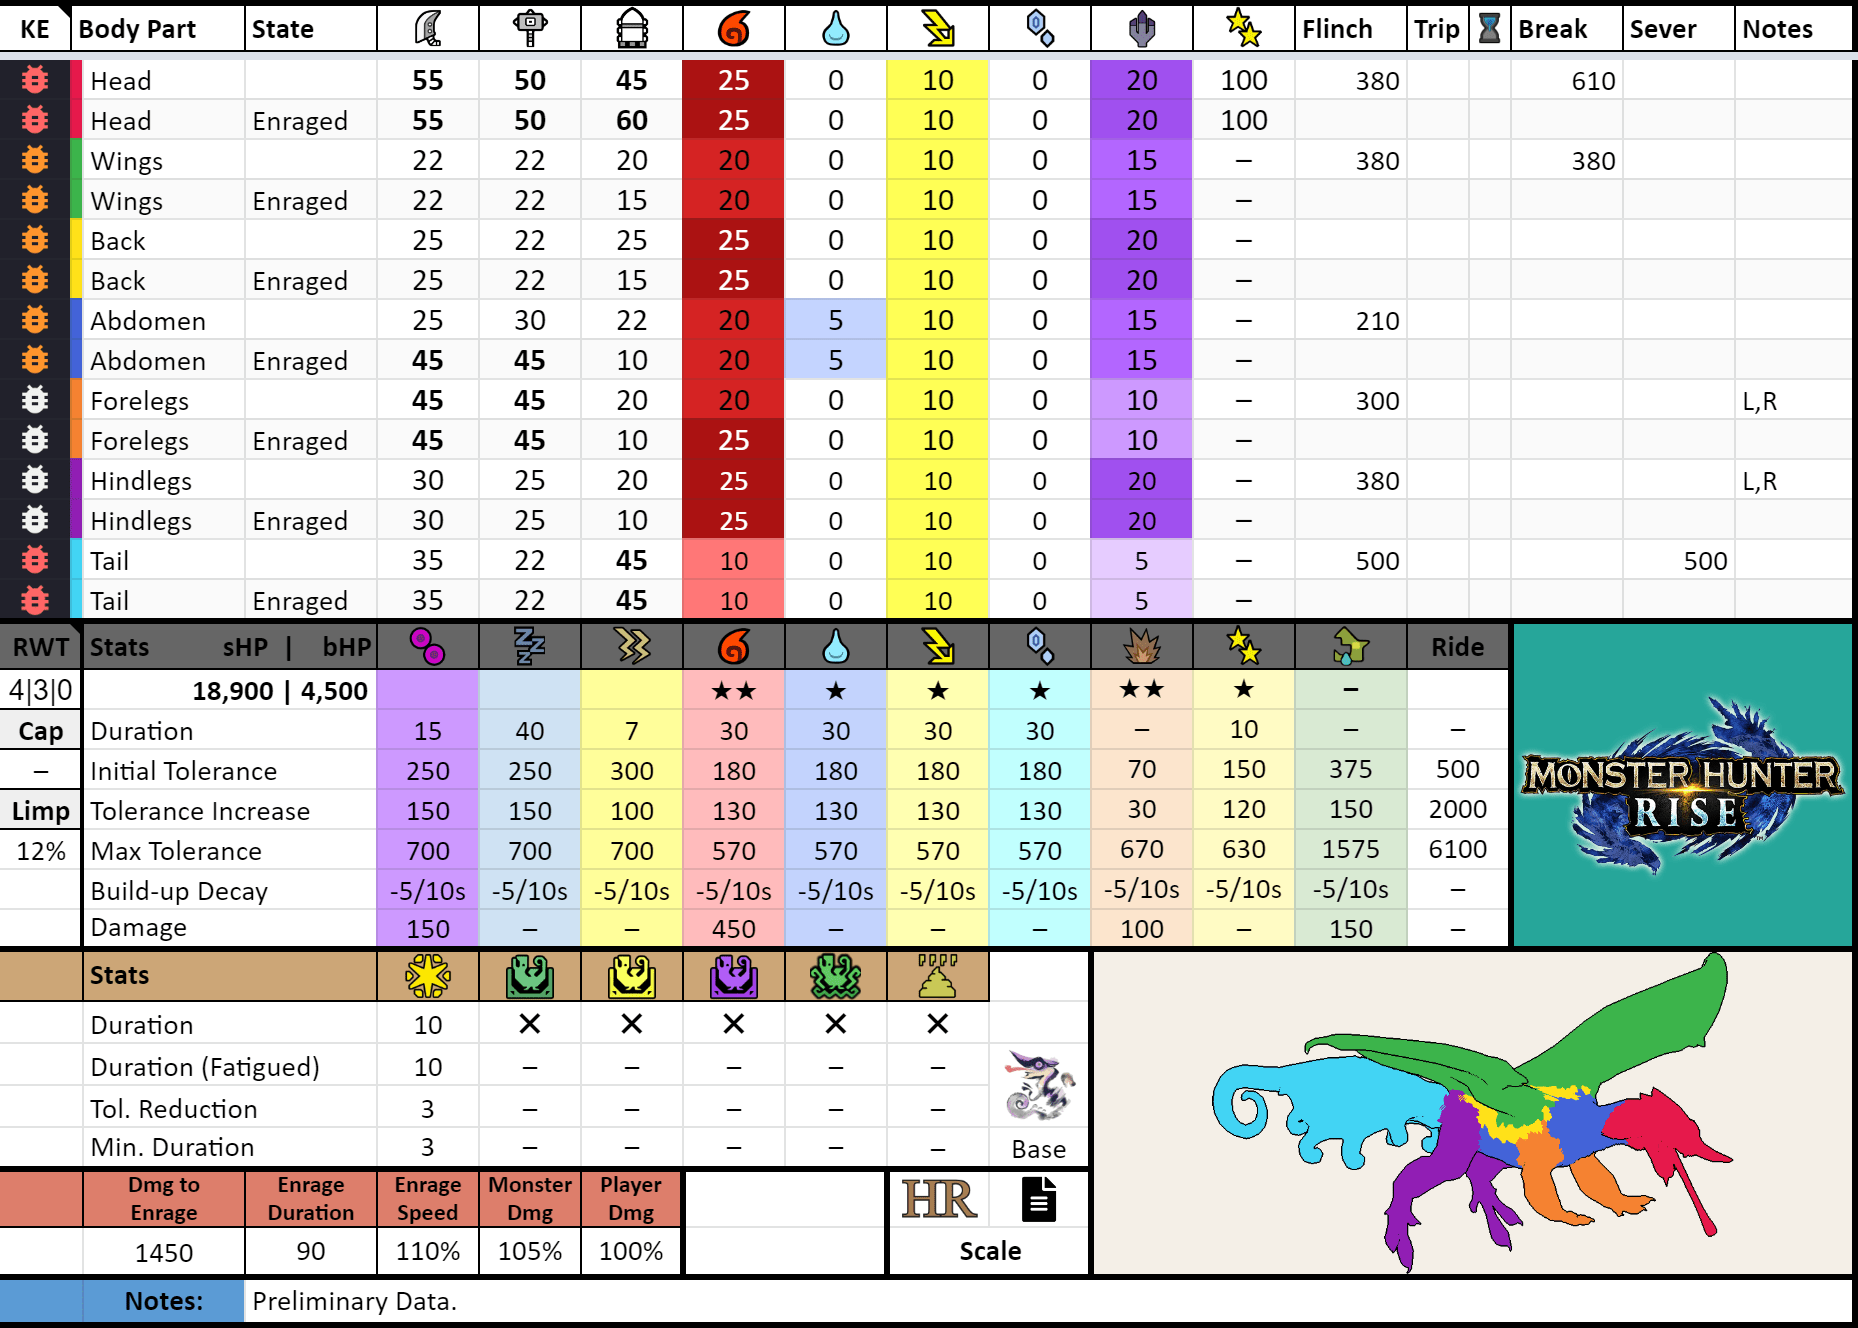 KE Body Part State Flinch Trip Break Sever Notes
Head 55 50 45 25 0 10 0 20 100 380 610
Head Enraged 55 50 60 25 0 10 0 20 100
Wings 22 22 20 20 0 10 0 15 – 380 380
Wings Enraged 22 22 15 20 0 10 0 15 –
Back 25 22 25 25 0 10 0 20 –
Back Enraged 25 22 15 25 0 10 0 20 –
Abdomen 25 30 22 20 5 10 0 15 – 210
Abdomen Enraged 45 45 10 20 5 10 0 15 –
Forelegs 45 45 20 20 0 10 0 10 – 300 L,R
Forelegs Enraged 45 45 10 25 0 10 0 10 –
Hindlegs 30 25 20 25 0 10 0 20 – 380 L,R
Hindlegs Enraged 30 25 10 25 0 10 0 20 –
Tail 35 22 45 10 0 10 0 5 – 500 500
Tail Enraged 35 22 45 10 0 10 0 5 –
RWT Stats sHP | bHP Ride
4|3|0 18,900 | 4,500 ★★ ★ ★ ★ ★★ ★ –
Cap Duration 15 40 7 30 30 30 30 – 10 – –
– Initial Tolerance 250 250 300 180 180 180 180 70 150 375 500
Limp Tolerance Increase 150 150 100 130 130 130 130 30 120 150 2000
12% Max Tolerance 700 700 700 570 570 570 570 670 630 1575 6100
Build-up Decay -5/10s -5/10s -5/10s -5/10s -5/10s -5/10s -5/10s -5/10s -5/10s -5/10s –
Damage 150 – – 450 – – – 100 – 150 –
MONSTER HUNTER
RISE
™
Stats
Duration 10 ✕ ✕ ✕ ✕ ✕
Duration (Fatigued) 10 – – – – –
Tol. Reduction 3 – – – – –
Min. Duration 3 – – – – – Base
Dmg to Enrage Enrage Duration Enrage Speed Monster Dmg Player Dmg HR
1450 90 110% 105% 100% Scale
Notes: Preliminary Data.